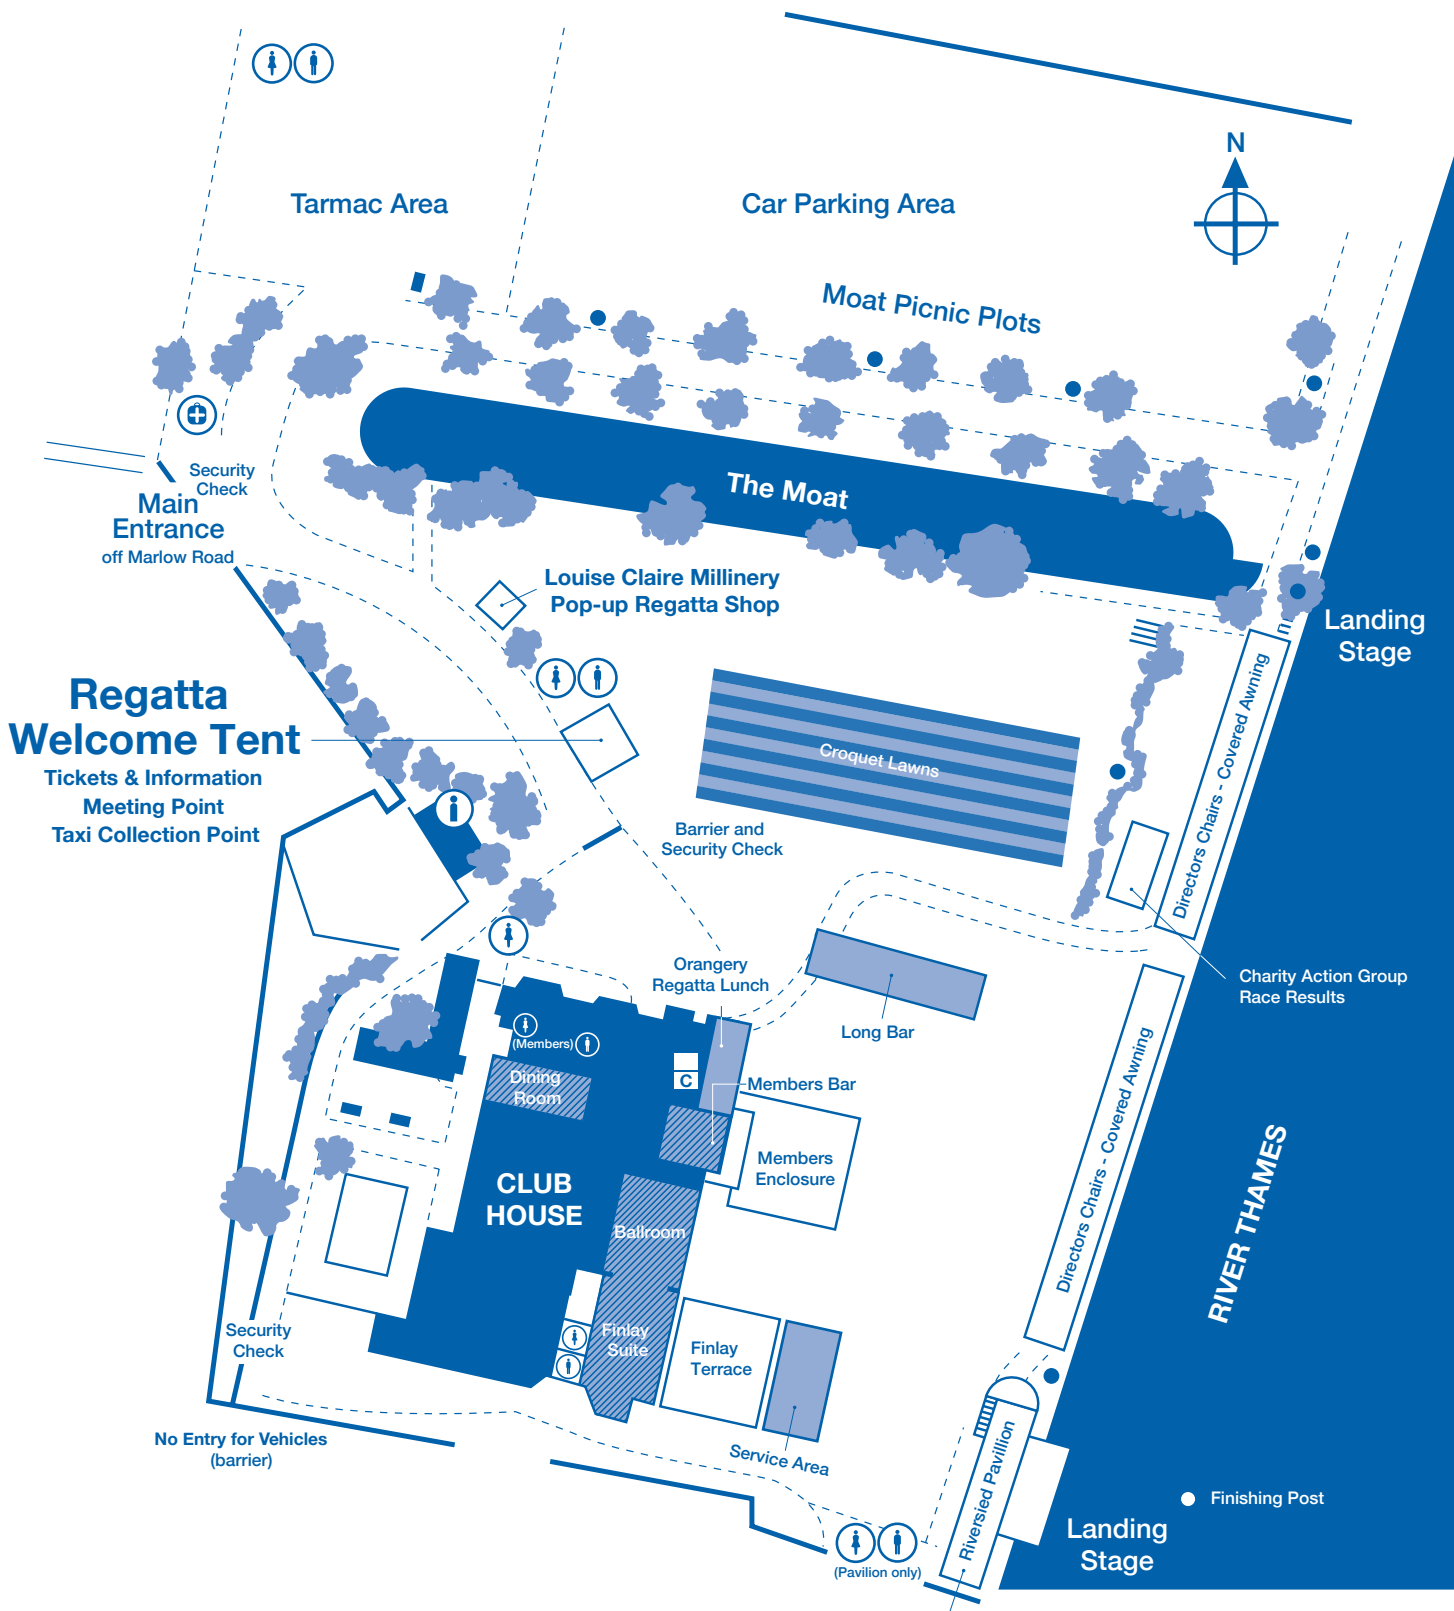 N
Tarmac Area
Car Parking Area
Moat Picnic Plots
Security
Check
Main
Entrance
off Marlow Road
The Moat
Louise Claire Millinery
Pop-up Regatta Shop
Landing
Stage
Regatta
Welcome Tent
Tickets & Information
Meeting Point
Taxi Collection Point
Croquet Lawns
Directors Chairs - Covered Awning
Barrier and
Security Check
Orangery
Regatta Lunch
Long Bar
Charity Action Group
Race Results
(Members)
Dining
Room
C
Members Bar
Members
Enclosure
CLUB
HOUSE
Ballroom
Directors Chairs - Covered Awning
RIVER THAMES
Finlay
Suite
Finlay
Terrace
Security
Check
No Entry for Vehicles
(barrier)
Service Area
Riversied Pavillion
Finishing Post
Landing
Stage
(Pavilion only)